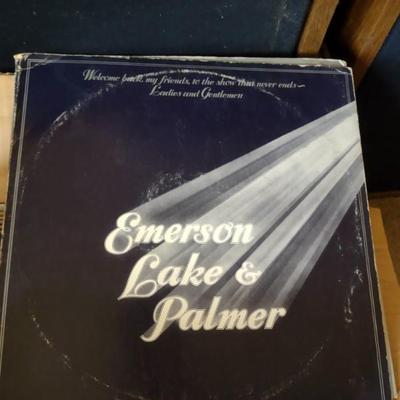 Welcome back, my friends, to the show that never ends~
Ladies and Gentlemen
Emerson
Lake &
Palmer